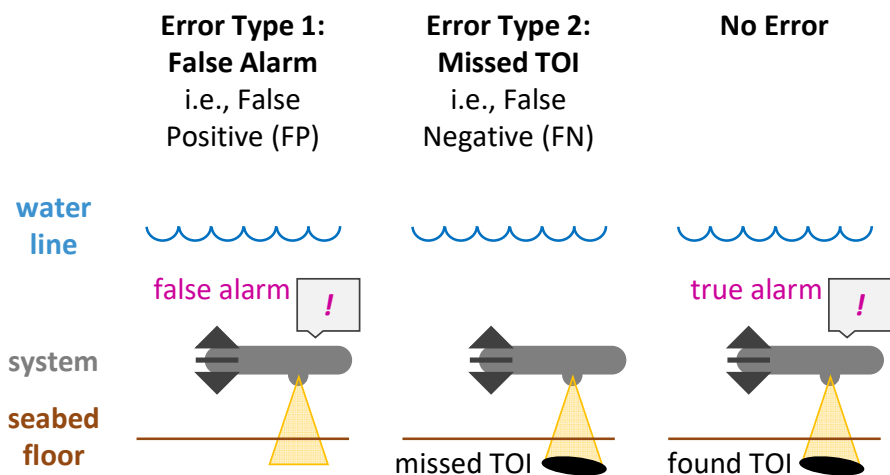 Error Type 1:
False Alarm
i.e., False
Positive (FP)
Error Type 2:
Missed TOI
i.e., False
Negative (FN)
No Error
water
line
false alarm
!
true alarm
!
system
seabed
floor
missed TOI
found TOI